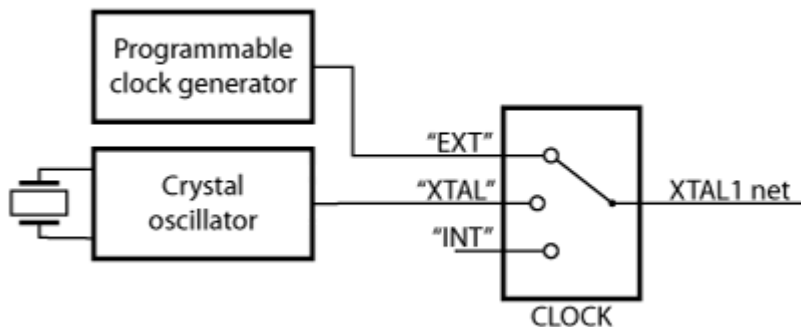 Programmable
clock generator
Crystal
oscillator
“EXT”
“XTAL”
“INT”
XTAL1 net
CLOCK